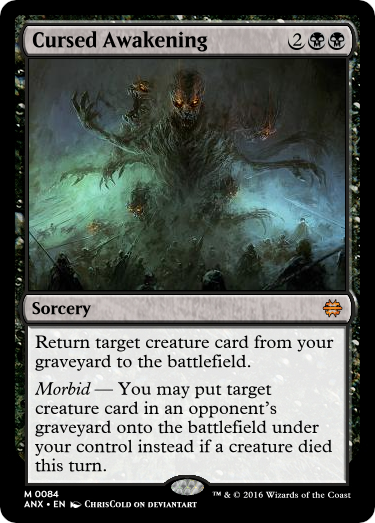 Cursed Awakening 2
Sorcery
Return target creature card from your
graveyard to the battlefield.
Morbid — You may put target
creature card in an opponent's
graveyard onto the battlefield under
your control instead if a creature died
this turn.
M 0084
ANX • EN ChrisCold on deviantart
™ & © 2016 Wizards of the Coast